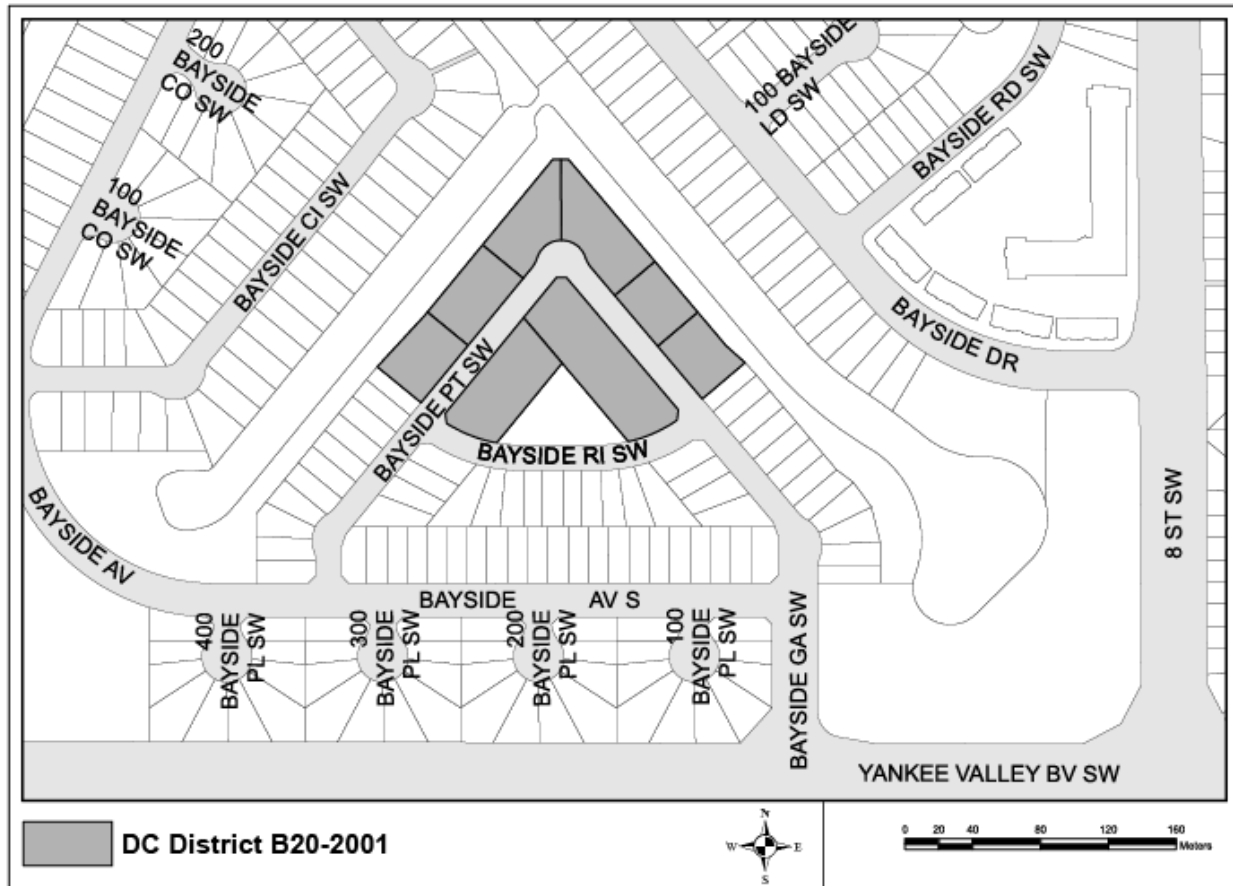 200
BAYSIDE
CO SW
100 BAYSIDE
LD SW
BAYSIDE RD SW
100
BAYSIDE
CO SW
BAYSIDE CI SW
BAYSIDE DR
BAYSIDE PT SW
BAYSIDE RI SW
8 ST SW
BAYSIDE AV
BAYSIDE AV S
400
BAYSIDE
PL SW
300
BAYSIDE
PL SW
200
BAYSIDE
PL SW
100
BAYSIDE
PL SW
BAYSIDE GA SW
YANKEE VALLEY BV SW
DC District B20-2001
N
W E
S
0 20 40 80 120 160
Meters